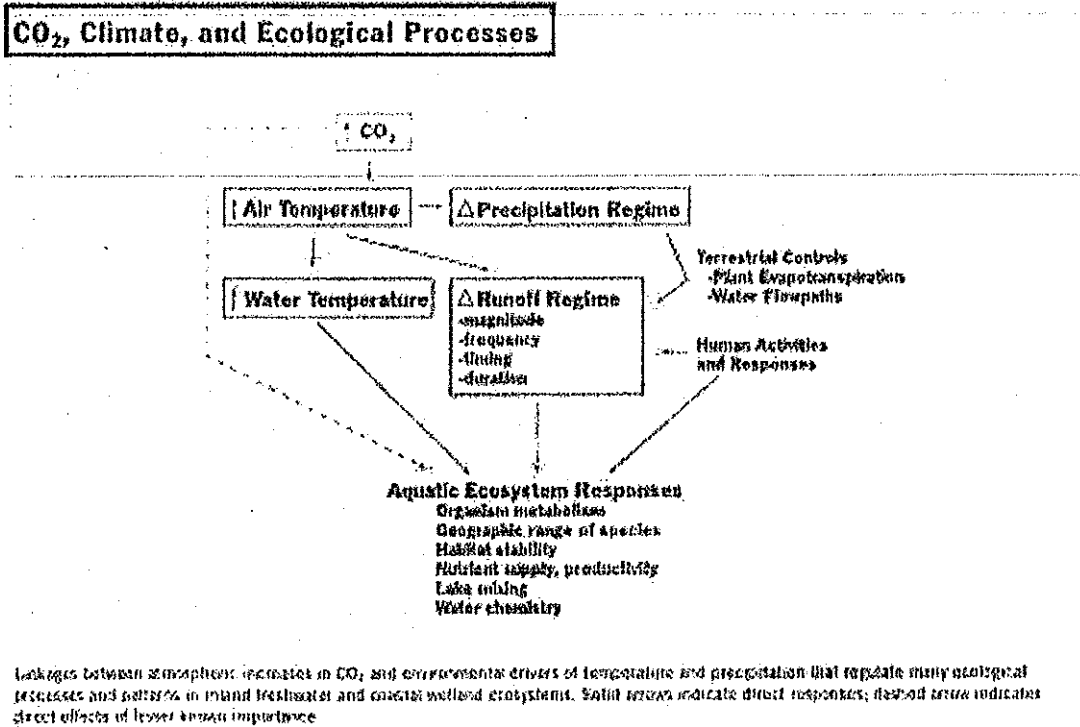 CO₂, Climate, and Ecological Processes
↑ CO₂
↑ Air Temperature
△ Precipitation Regime
Terrestrial Controls
-Plant Evapotranspiration
-Water Flowpaths
↑ Water Temperature
△ Runoff Regime
-magnitude
-frequency
-timing
-duration
Human Activities
and Responses
Aquatic Ecosystem Responses
Organism metabolism
Geographic range of species
Habitat stability
Nutrient supply, productivity
Lake mixing
Water chemistry
Linkages between atmospheric increases in CO₂ and environmental drivers of temperature and precipitation that regulate many ecological
processes and patterns in inland freshwater and coastal wetland ecosystems. Solid arrows indicate direct responses; dashed arrow indicates
direct effects of lesser known importance